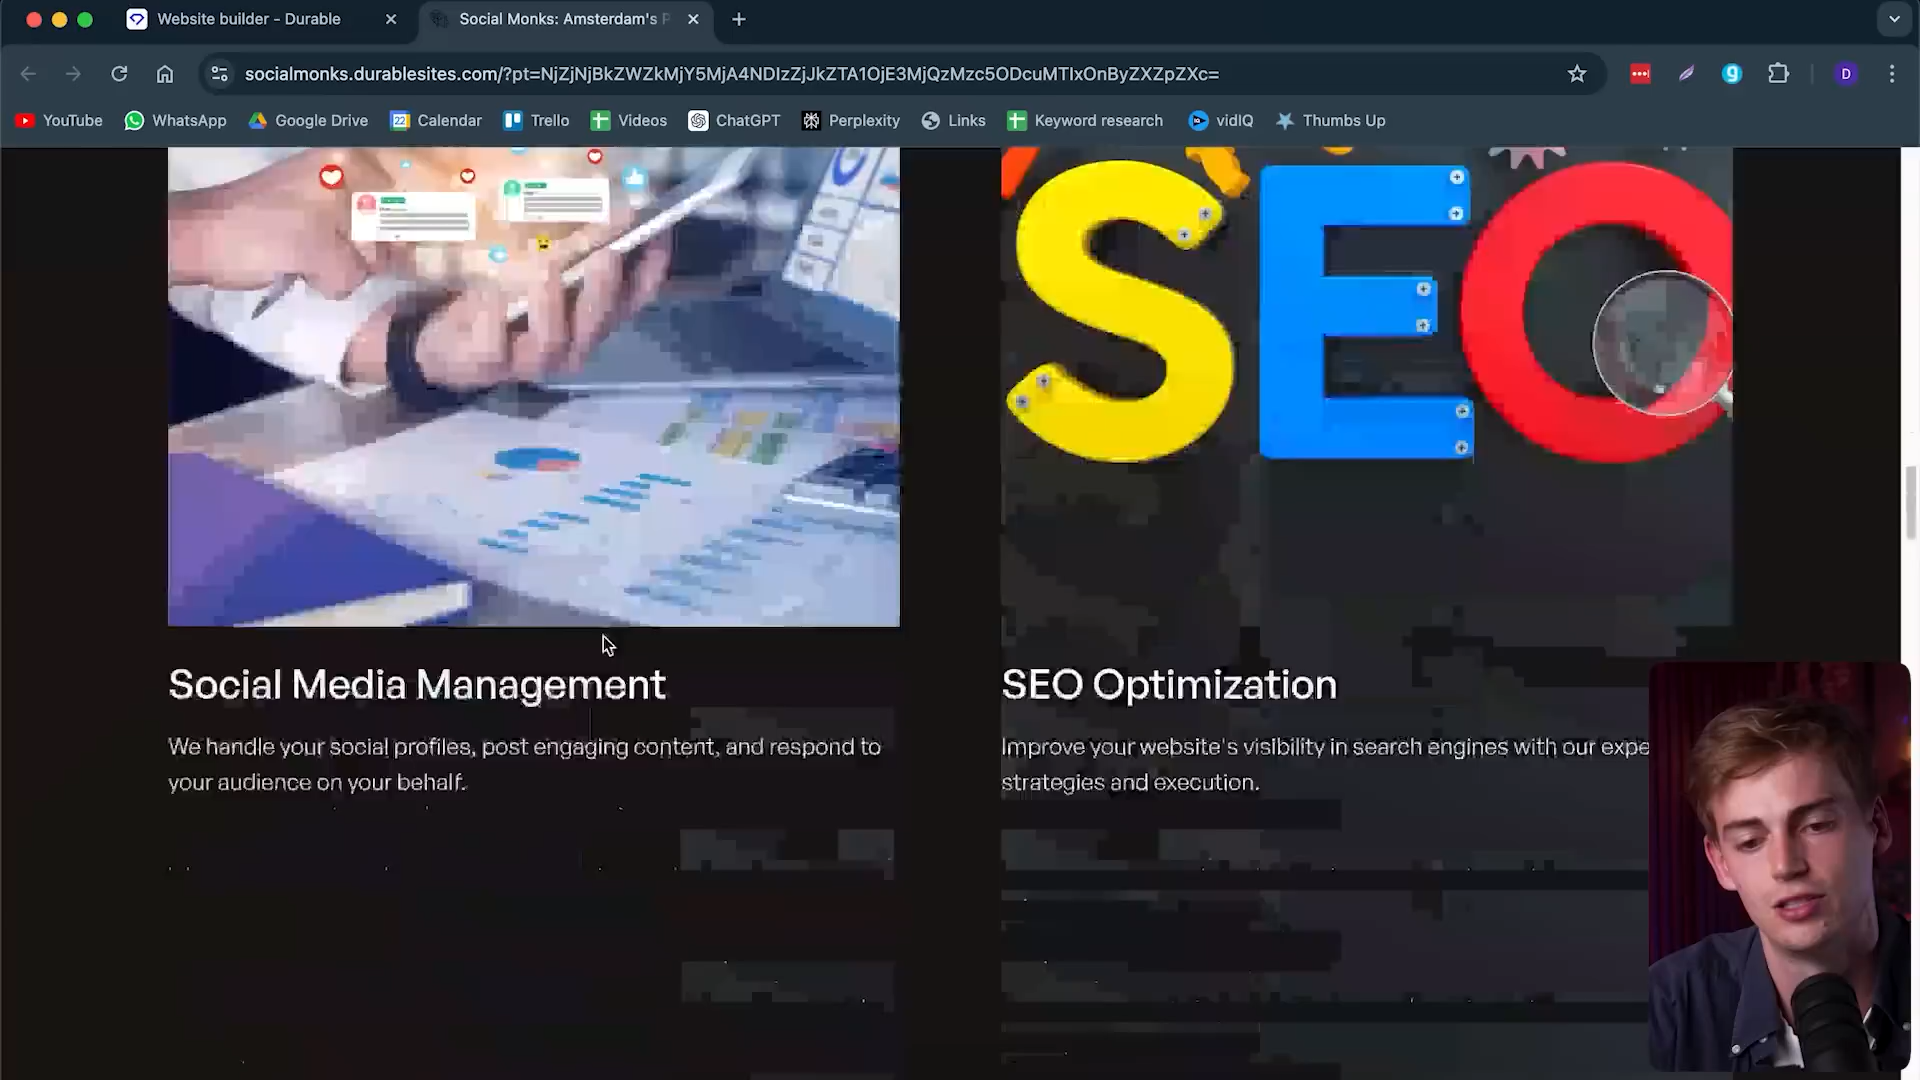 Website builder - Durable
Social Monks: Amsterdam's P
socialmonks.durablesites.com/?pt=NjZjNjBkZWZkMjY5MjA4NDIzZjJkZTA1OjE3MjQzMzc5ODcuMTIxOnByZXZpZXc=
D
YouTube WhatsApp Google Drive Calendar Trello Videos ChatGPT Perplexity Links Keyword research vidIQ Thumbs Up
SEO
Social Media Management
We handle your social profiles, post engaging content, and respond to
your audience on your behalf.
SEO Optimization
Improve your website's visibility in search engines with our expe
strategies and execution.